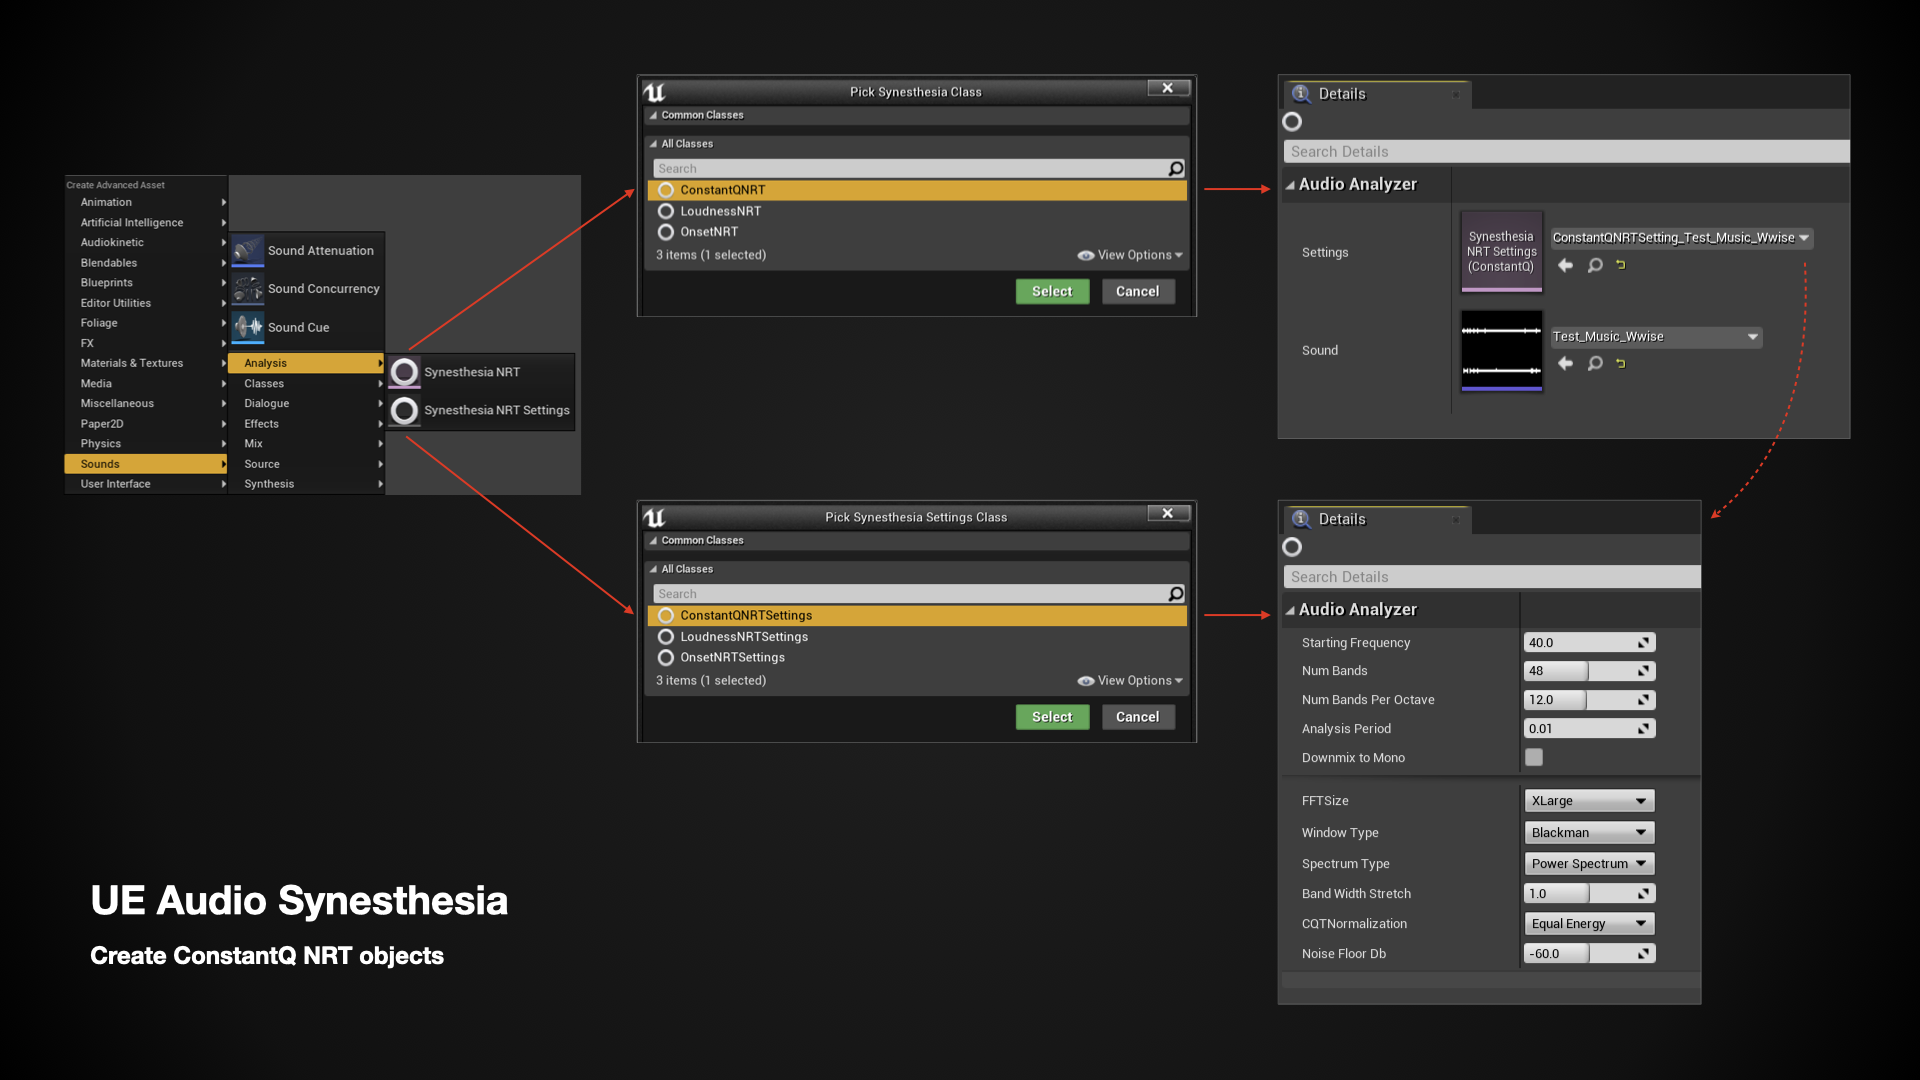 Create Advanced Asset
Animation
Artificial Intelligence
Audiokinetic
Blendables
Blueprints
Editor Utilities
Foliage
FX
Materials & Textures
Media
Miscellaneous
Paper2D
Physics
Sounds
User Interface
Sound Attenuation
Sound Concurrency
Sound Cue
Analysis
Classes
Dialogue
Effects
Mix
Source
Synthesis
Synesthesia NRT
Synesthesia NRT Settings
Pick Synesthesia Class
Common Classes
All Classes
Search
ConstantQNRT
LoudnessNRT
OnsetNRT
3 items (1 selected)
View Options
Select
Cancel
Details
Search Details
Audio Analyzer
Settings
Synesthesia
NRT Settings
(ConstantQ)
ConstantQNRTSetting_Test_Music_Wwise
Sound
Test_Music_Wwise
Pick Synesthesia Settings Class
Common Classes
All Classes
Search
ConstantQNRTSettings
LoudnessNRTSettings
OnsetNRTSettings
3 items (1 selected)
View Options
Select
Cancel
Details
Search Details
Audio Analyzer
Starting Frequency 40.0
Num Bands 48
Num Bands Per Octave 12.0
Analysis Period 0.01
Downmix to Mono
FFTSize XLarge
Window Type Blackman
Spectrum Type Power Spectrum
Band Width Stretch 1.0
CQTNormalization Equal Energy
Noise Floor Db -60.0
UE Audio Synesthesia
Create ConstantQ NRT objects